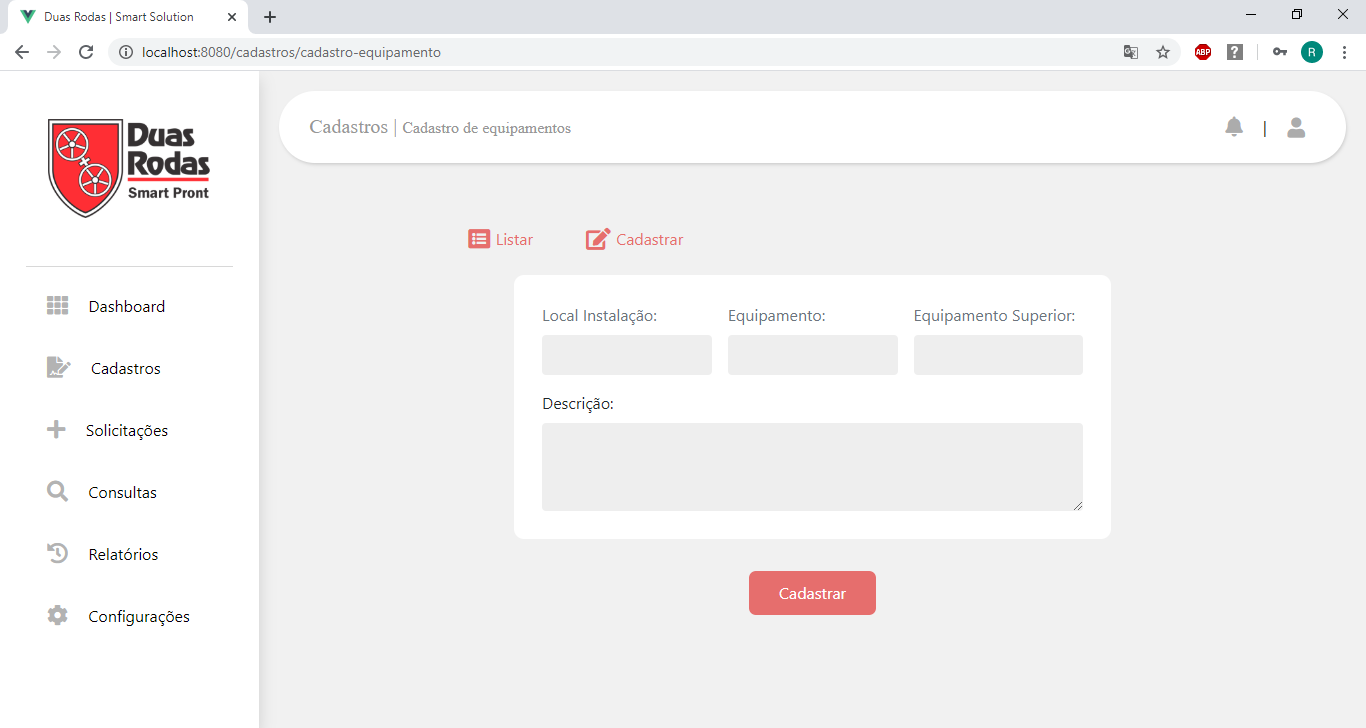 Duas Rodas | Smart Solution
localhost:8080/cadastros/cadastro-equipamento
ABP
?
R
Duas
Rodas
Smart Pront
Cadastros | Cadastro de equipamentos
|
Listar
Cadastrar
Dashboard
Cadastros
Solicitações
Consultas
Relatórios
Configurações
Local Instalação:
Equipamento:
Equipamento Superior:
Descrição:
Cadastrar